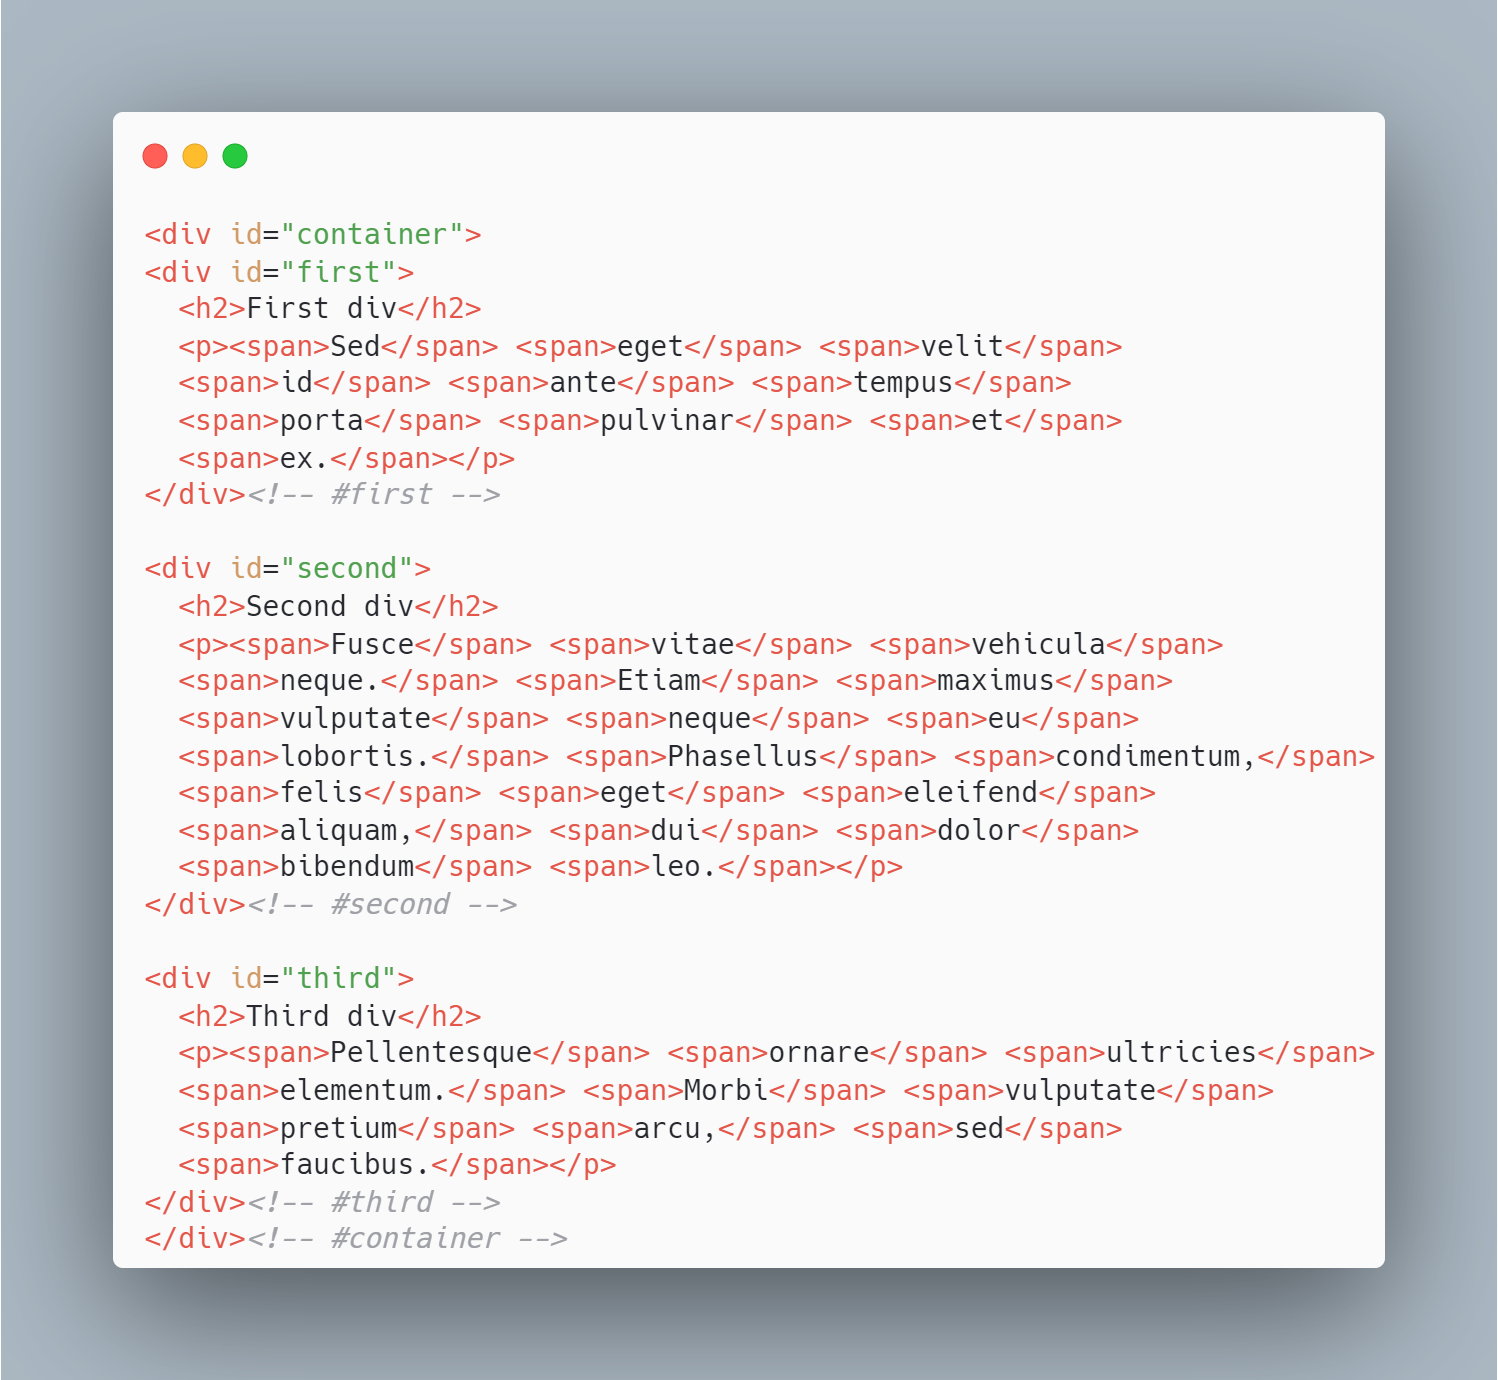 <div id="container">
<div id="first">
  <h2>First div</h2>
  <p><span>Sed</span> <span>eget</span> <span>velit</span>
  <span>id</span> <span>ante</span> <span>tempus</span>
  <span>porta</span> <span>pulvinar</span> <span>et</span>
  <span>ex.</span></p>
</div><!-- #first -->

<div id="second">
  <h2>Second div</h2>
  <p><span>Fusce</span> <span>vitae</span> <span>vehicula</span>
  <span>neque.</span> <span>Etiam</span> <span>maximus</span>
  <span>vulputate</span> <span>neque</span> <span>eu</span>
  <span>lobortis.</span> <span>Phasellus</span> <span>condimentum,</span>
  <span>felis</span> <span>eget</span> <span>eleifend</span>
  <span>aliquam,</span> <span>dui</span> <span>dolor</span>
  <span>bibendum</span> <span>leo.</span></p>
</div><!-- #second -->

<div id="third">
  <h2>Third div</h2>
  <p><span>Pellentesque</span> <span>ornare</span> <span>ultricies</span>
  <span>elementum.</span> <span>Morbi</span> <span>vulputate</span>
  <span>pretium</span> <span>arcu,</span> <span>sed</span>
  <span>faucibus.</span></p>
</div><!-- #third -->
</div><!-- #container -->